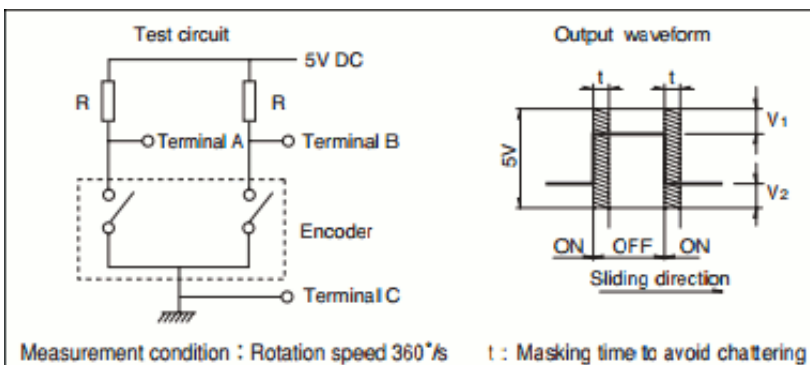 Test circuit
5V DC
R
R
Terminal A
Terminal B
Encoder
Terminal C
Output waveform
t
t
V1
5V
V2
ON
OFF
ON
Sliding direction
Measurement condition : Rotation speed 360°/s
t : Masking time to avoid chattering